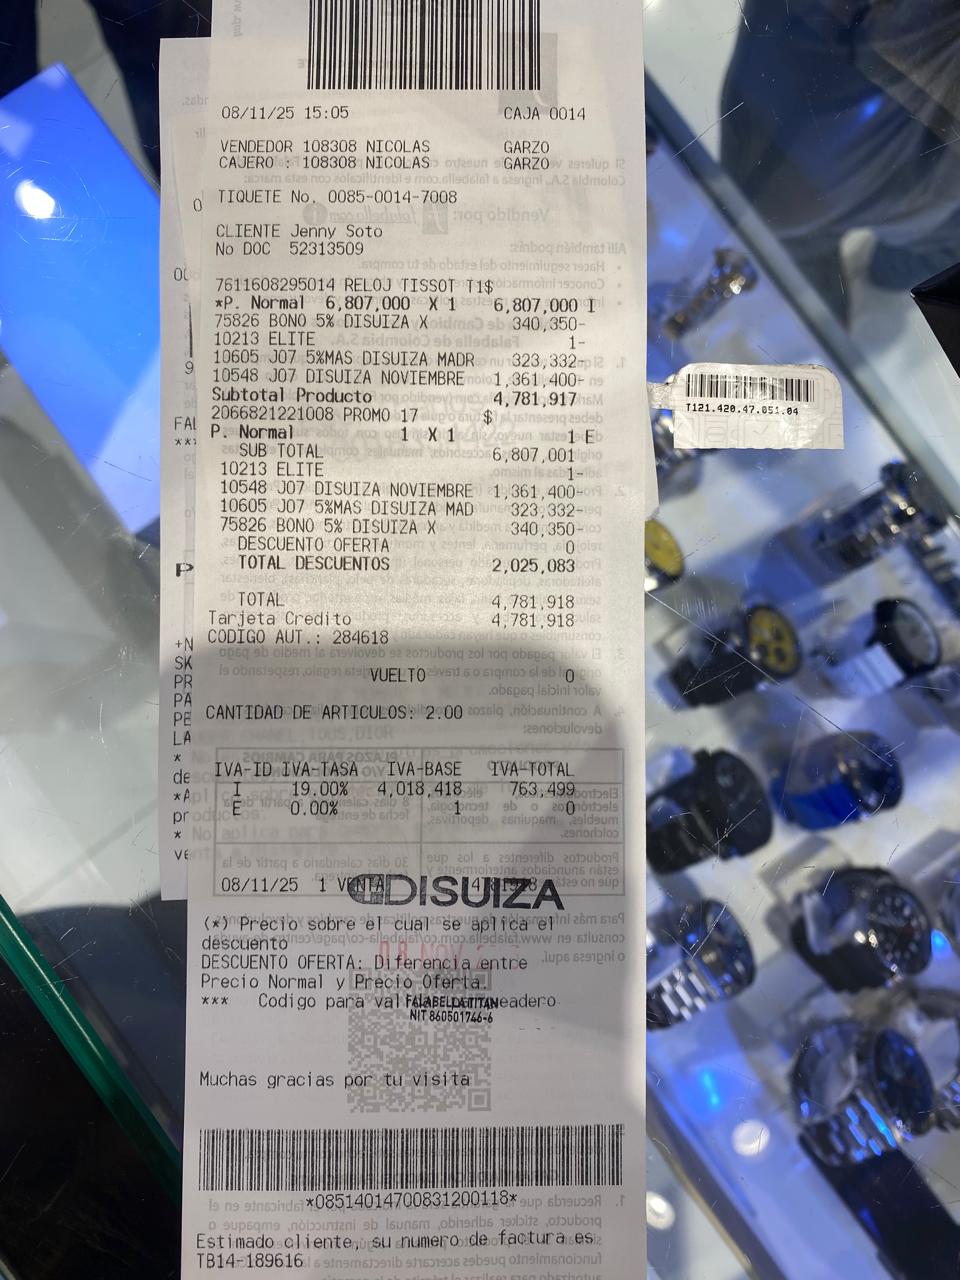 08/11/25 15:05 CAJA 0014
VENDEDOR 108308 NICOLAS GARZO
CAJERO : 108308 NICOLAS GARZO
TIQUETE No. 0085-0014-7008
CLIENTE Jenny Soto
No DOC 52313509
7611608295014 RELOJ TISSOT T1$
*P. Normal 6,807,000 X 1 6,807,000 I
75826 BONO 5% DISUIZA X 340,350-
10213 ELITE 1-
10605 J07 5%MAS DISUIZA MADR 323,332-
10548 J07 DISUIZA NOVIEMBRE 1,361,400-
Subtotal Producto 4,781,917
2066821221008 PROMO 17 $
P. Normal 1 X 1 1 E
SUB TOTAL 6,807,001
10213 ELITE 1-
10548 J07 DISUIZA NOVIEMBRE 1,361,400-
10605 J07 5%MAS DISUIZA MAD 323,332-
75826 BONO 5% DISUIZA X 340,350-
DESCUENTO OFERTA 0
TOTAL DESCUENTOS 2,025,083
TOTAL 4,781,918
Tarjeta Credito 4,781,918
CODIGO AUT.: 284618
VUELTO 0
CANTIDAD DE ARTICULOS: 2.00
IVA-ID IVA-TASA IVA-BASE IVA-TOTAL
I 19.00% 4,018,418 763,499
E 0.00% 1 0
08/11/25 1 VENTA
DISUIZA
(*) Precio sobre el cual se aplica el
descuento
DESCUENTO OFERTA: Diferencia entre
Precio Normal y Precio Oferta.
*** Codigo para
FALABELLA TITAN
NIT 860501746-6
Muchas gracias por tu visita
*08514014700831200118*
Estimado cliente, su numero de factura es
TB14-189616
T121.420.47.051.04